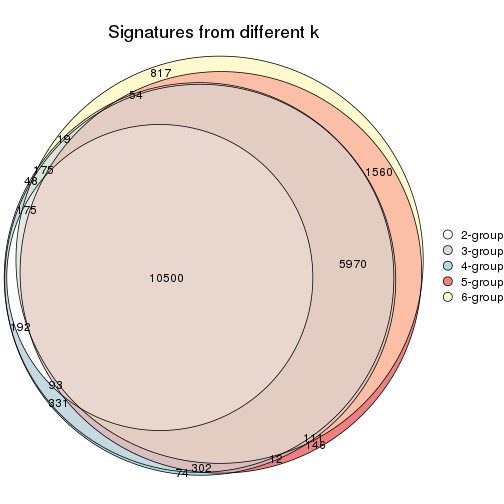 Signatures from different k
817
54
19
175
48
175
1560
5970
10500
192
93
331
111
146
12
302
74
2-group
3-group
4-group
5-group
6-group